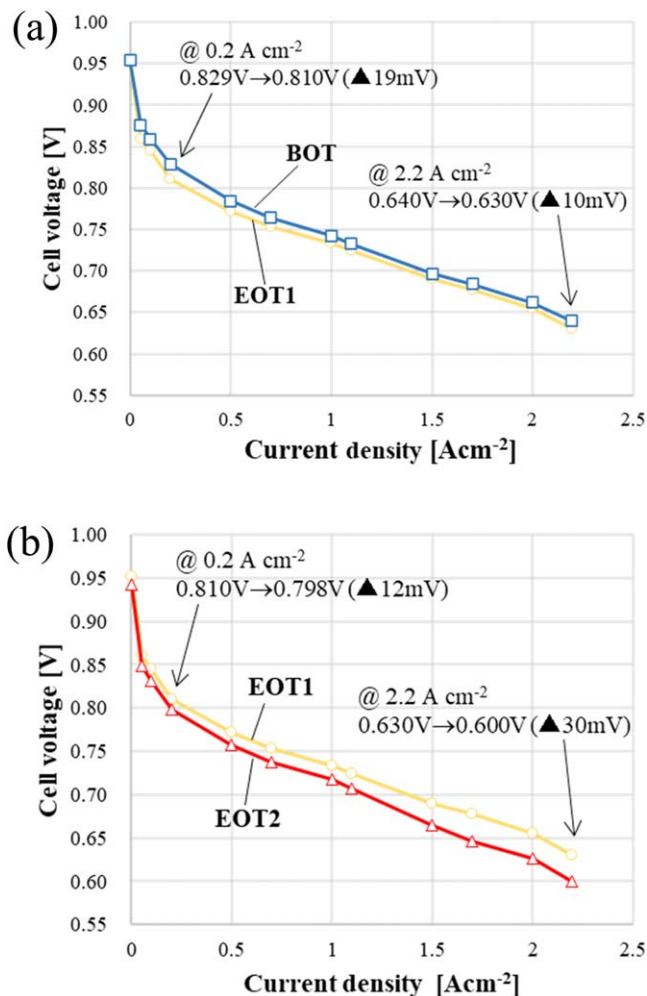 (a)
1.00
0.95
0.90
0.85
0.80
0.75
0.70
0.65
0.60
0.55
Cell voltage [V]
@ 0.2 A cm-2
0.829V→0.810V (▲19mV)
BOT
@ 2.2 A cm-2
0.640V→0.630V (▲10mV)
EOT1
0 0.5 1 1.5 2 2.5
Current density [Acm-2]
(b)
1.00
0.95
0.90
0.85
0.80
0.75
0.70
0.65
0.60
0.55
Cell voltage [V]
@ 0.2 A cm-2
0.810V→0.798V (▲12mV)
EOT1
@ 2.2 A cm-2
0.630V→0.600V (▲30mV)
EOT2
0 0.5 1 1.5 2 2.5
Current density [Acm-2]